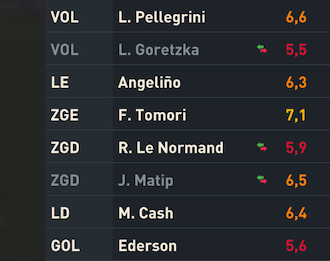 VOL L. Pellegrini 6,6
VOL L. Goretzka 5,5
LE Angeliño 6,3
ZGE F. Tomori 7,1
ZGD R. Le Normand 5,9
ZGD J. Matip 6,5
LD M. Cash 6,4
GOL Ederson 5,6